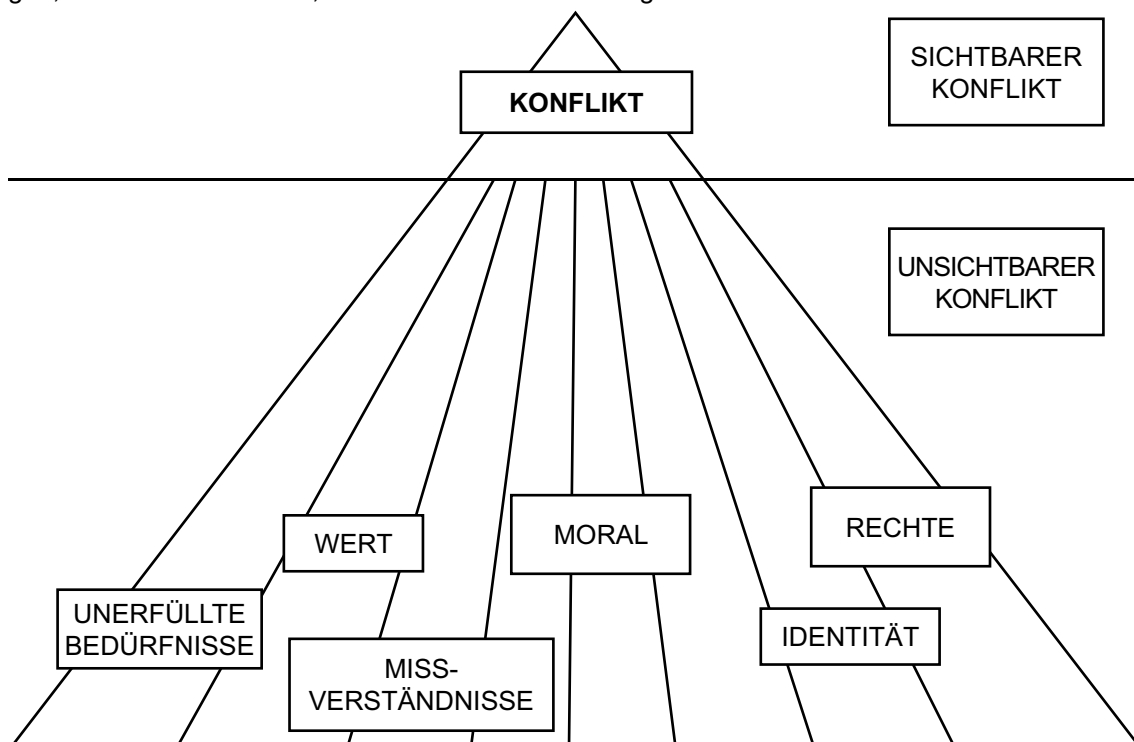 SICHTBARER
KONFLIKT
KONFLIKT
UNSICHTBARER
KONFLIKT
WERT
MORAL
RECHTE
UNERFÜLLTE
BEDÜRFNISSE
MISS-
VERSTÄNDNISSE
IDENTITÄT